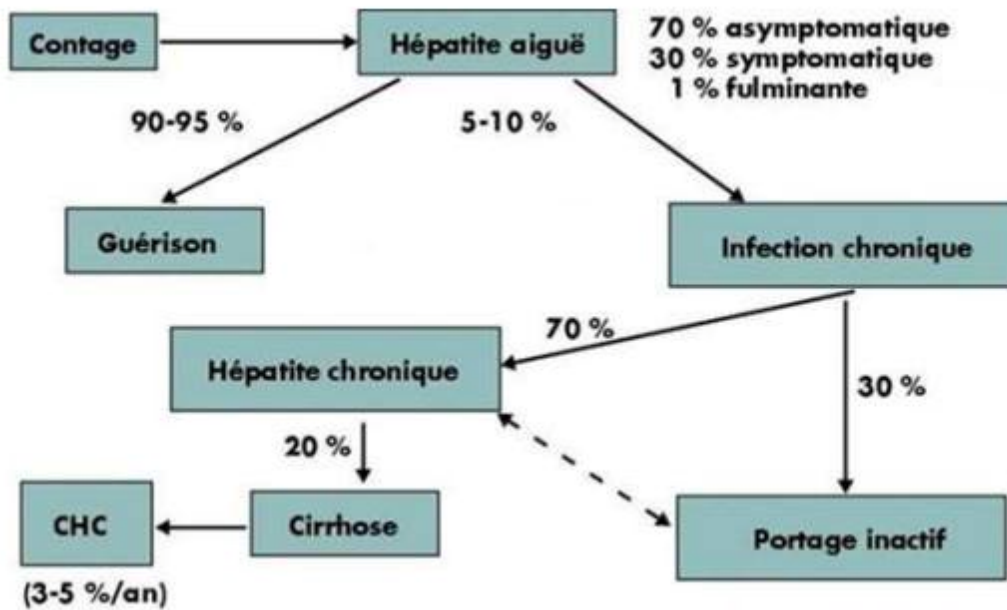 Contage
Hépatite aiguë
70 % asymptomatique
30 % symptomatique
1 % fulminante
90-95 %
5-10 %
Guérison
Infection chronique
70 %
Hépatite chronique
30 %
20 %
CHC
Cirrhose
Portage inactif
(3-5 %/an)